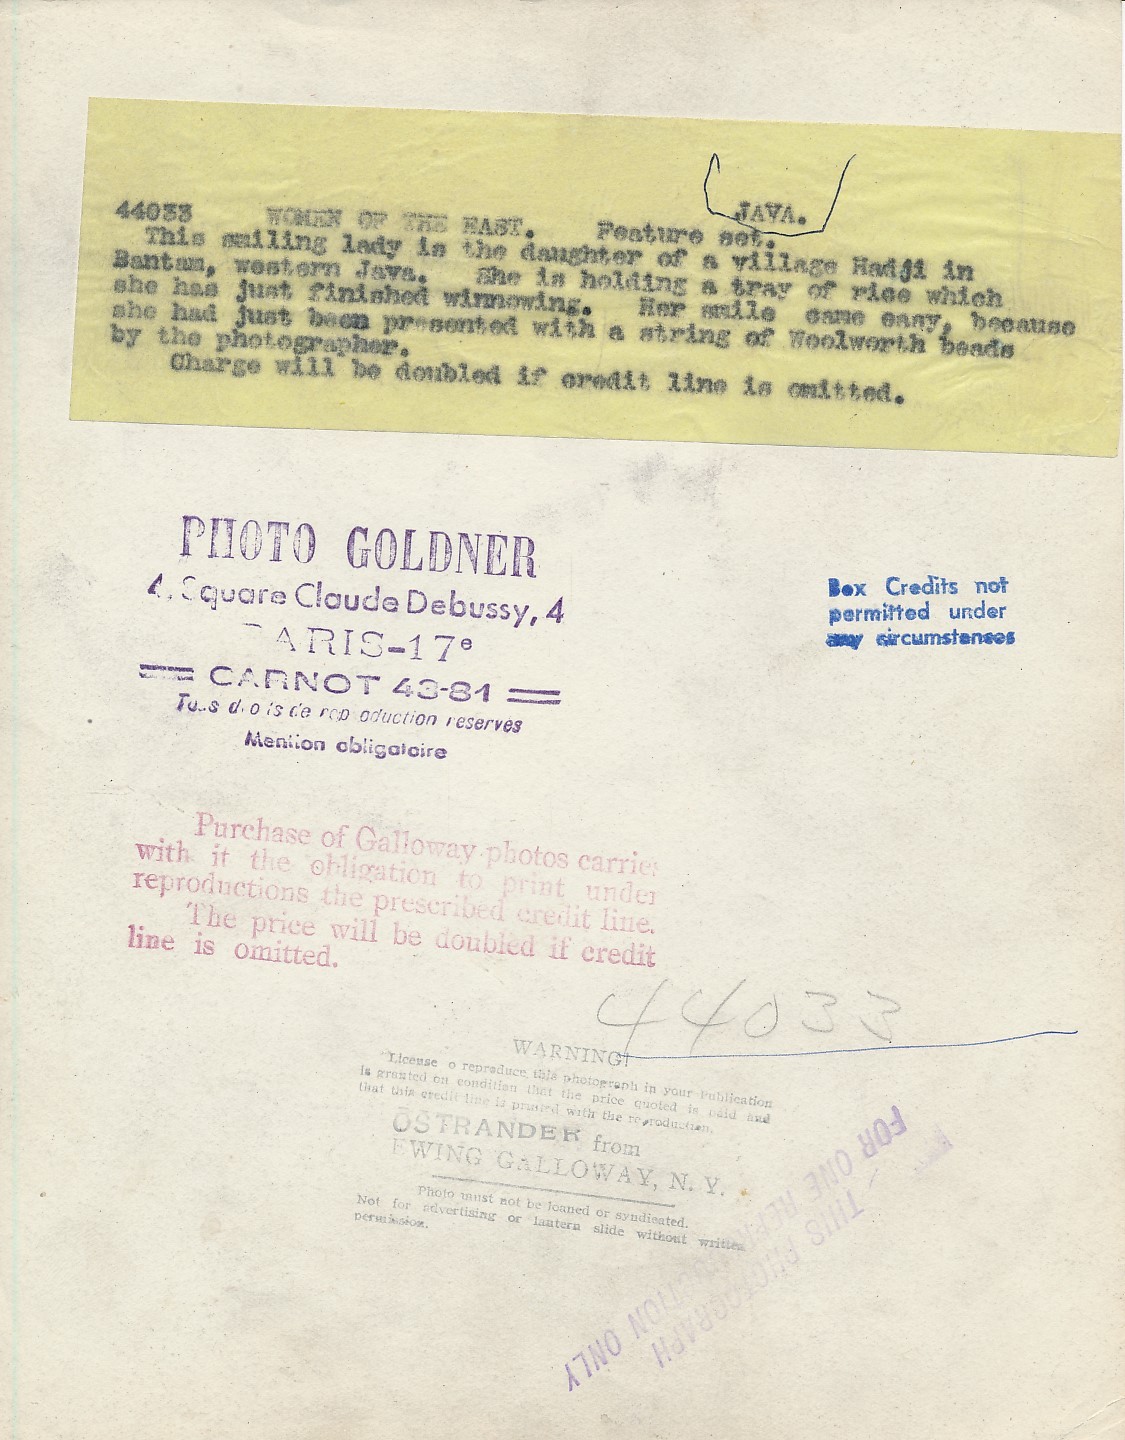 44033 WOMEN OF THE EAST. Feature set. JAVA.
This smiling lady is the daughter of a village Hadji in
Bantam, western Java. She is holding a tray of rice which
she has just finished winnowing. Her smile came easy, because
she had just been presented with a string of Woolworth beads
by the photographer.
Charge will be doubled if credit line is omitted.
PHOTO GOLDNER
4, Square Claude Debussy, 4
PARIS-17e
CARNOT 43-81
Tous droits de reproduction reserves
Mention obligatoire
Box Credits not
permitted under
any circumstances
Purchase of Galloway photos carries
with it the obligation to print under
reproductions the prescribed credit line.
The price will be doubled if credit
line is omitted.
44033
WARNING!
License to reproduce this photograph in your Publication
is granted on condition that the price quoted is paid and
that this credit line is printed with the reproduction.
OSTRANDER from
EWING GALLOWAY, N. Y.
Photo must not be loaned or syndicated.
Not for advertising or lantern slide without written
permission.
THIS PHOTOGRAPH
FOR ONE REPRODUCTION ONLY